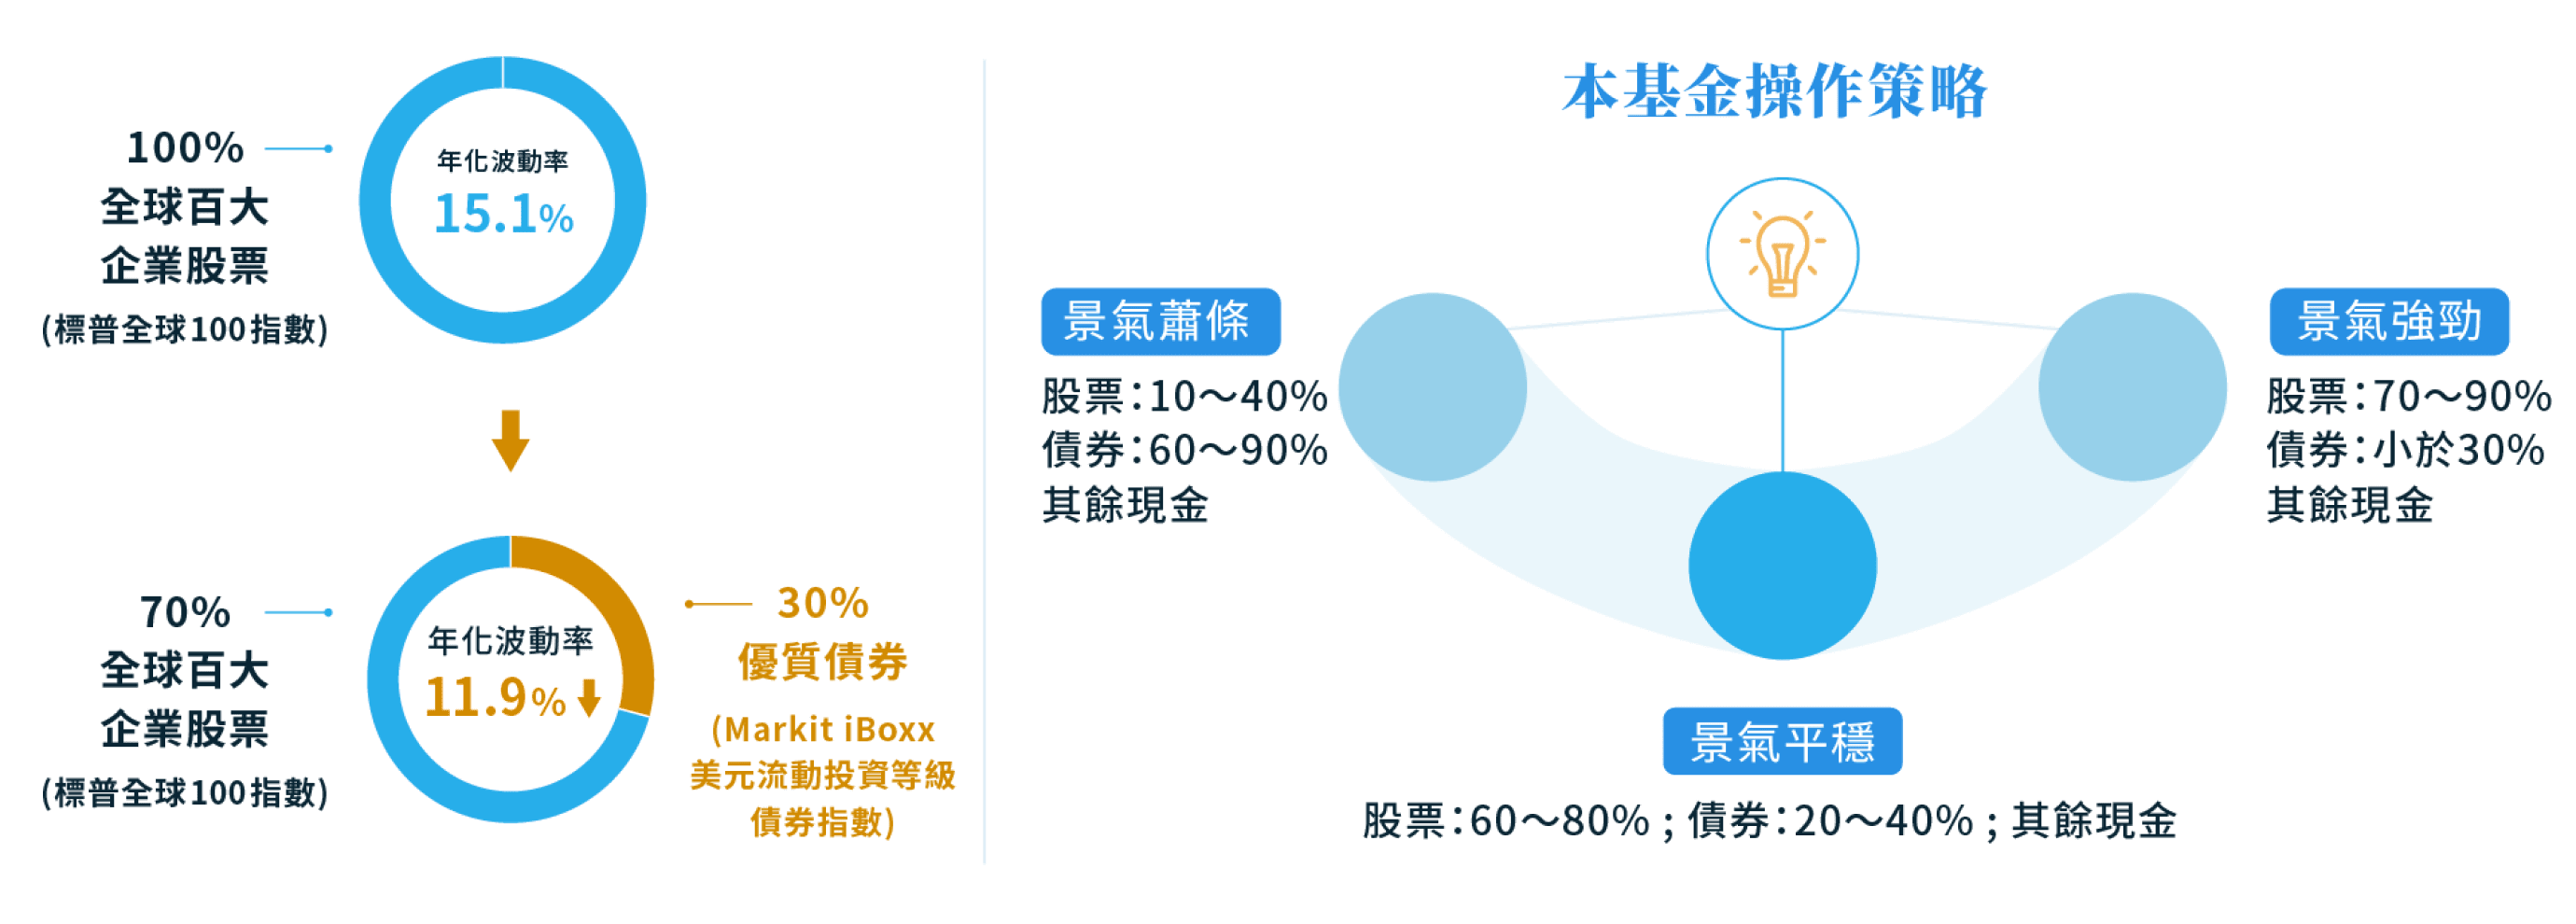 100%
全球百大
企業股票
(標普全球100指數)
年化波動率
15.1%
70%
全球百大
企業股票
(標普全球100指數)
年化波動率
11.9%
30%
優質債券
(Markit iBoxx
美元流動投資等級
債券指數)
本基金操作策略
景氣蕭條
股票：10～40%
債券：60～90%
其餘現金
景氣強勁
股票：70～90%
債券：小於30%
其餘現金
景氣平穩
股票：60～80% ; 債券：20～40% ; 其餘現金